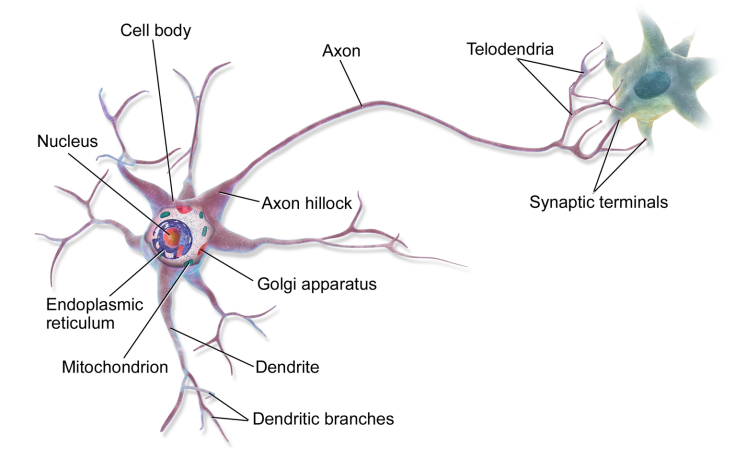 Cell body
Axon
Telodendria
Nucleus
Axon hillock
Synaptic terminals
Golgi apparatus
Endoplasmic
reticulum
Mitochondrion
Dendrite
Dendritic branches